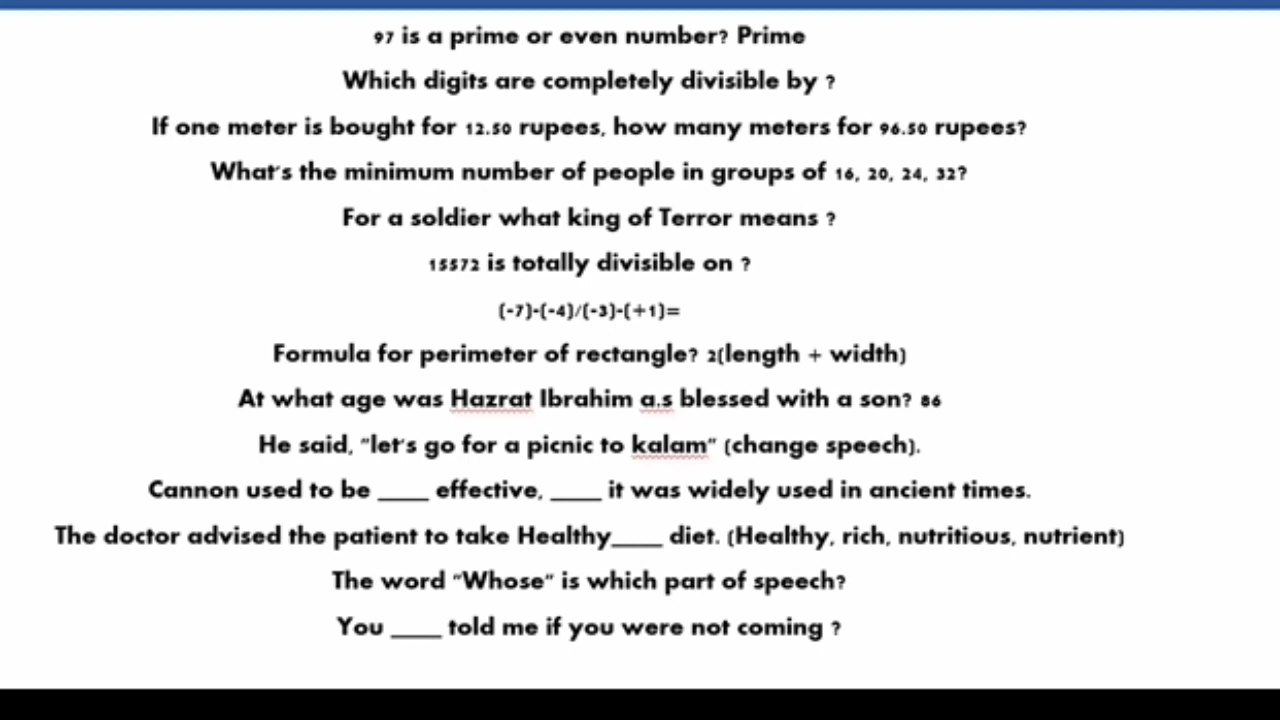 97 is a prime or even number? Prime
Which digits are completely divisible by ?
If one meter is bought for 12.50 rupees, how many meters for 96.50 rupees?
What's the minimum number of people in groups of 16, 20, 24, 32?
For a soldier what king of Terror means ?
15572 is totally divisible on ?
(-7)-(-4)/(-3)-(+1)=
Formula for perimeter of rectangle? 2(length + width)
At what age was Hazrat Ibrahim a.s blessed with a son? 86
He said, "let's go for a picnic to kalam" (change speech).
Cannon used to be ____ effective, ____ it was widely used in ancient times.
The doctor advised the patient to take Healthy____ diet. (Healthy, rich, nutritious, nutrient)
The word "Whose" is which part of speech?
You ____ told me if you were not coming ?